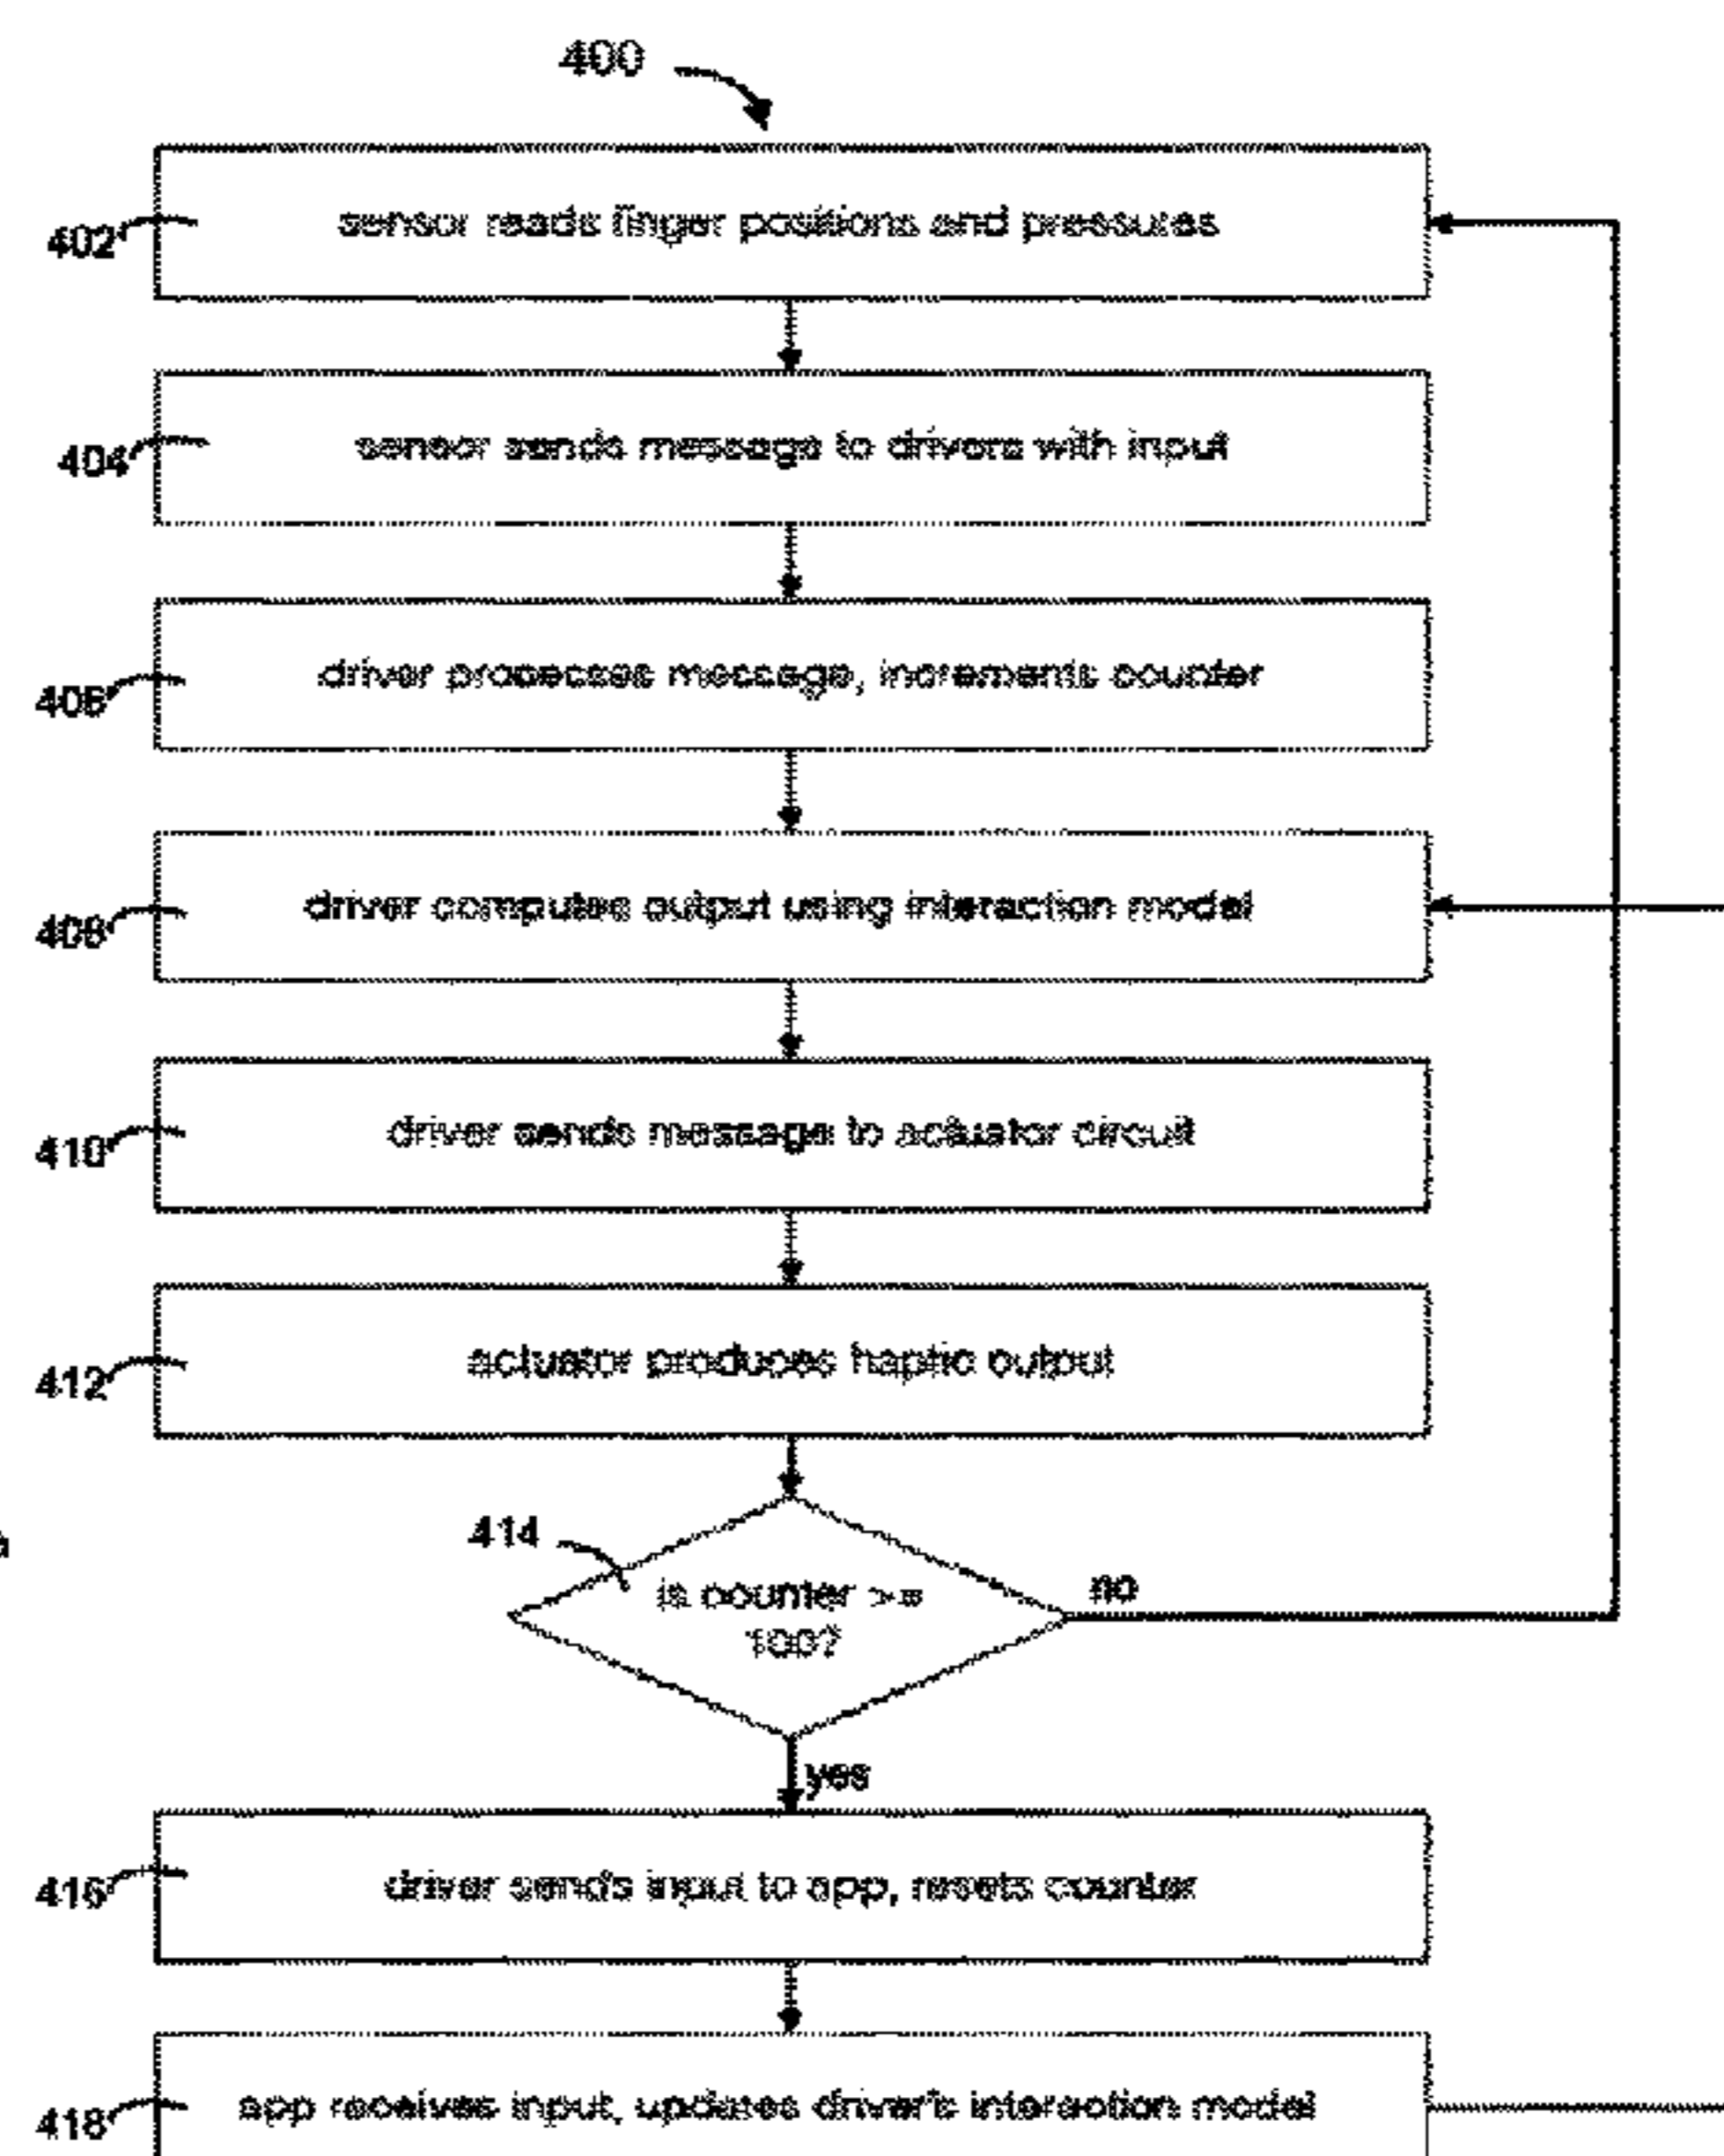 400
402
sensor reads finger positions and pressures
404
sensor sends message to drivers with input
406
driver processes message, increments counter
408
driver computes output using interaction model
410
driver sends message to actuator circuit
412
actuator produces haptic output
414
is counter >=
100?
no
yes
416
driver sends input to app, resets counter
418
app receives input, updates driver's interaction model